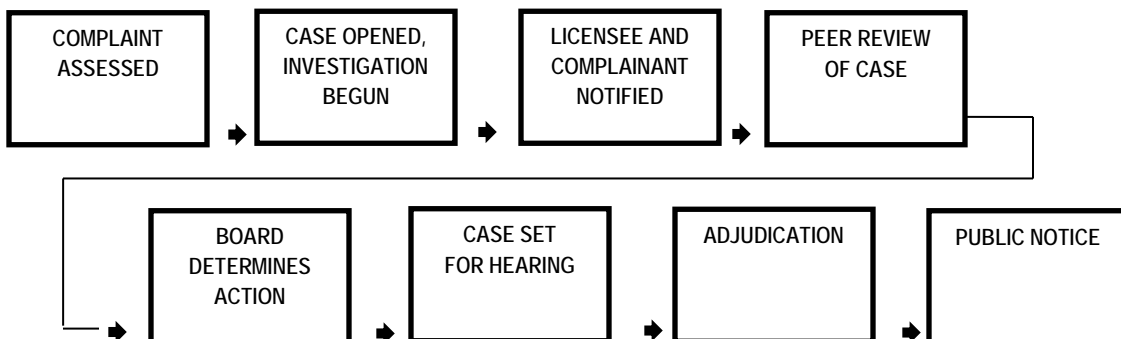 COMPLAINT
ASSESSED
CASE OPENED,
INVESTIGATION
BEGUN
LICENSEE AND
COMPLAINANT
NOTIFIED
PEER REVIEW
OF CASE
BOARD
DETERMINES
ACTION
CASE SET
FOR HEARING
ADJUDICATION
PUBLIC NOTICE